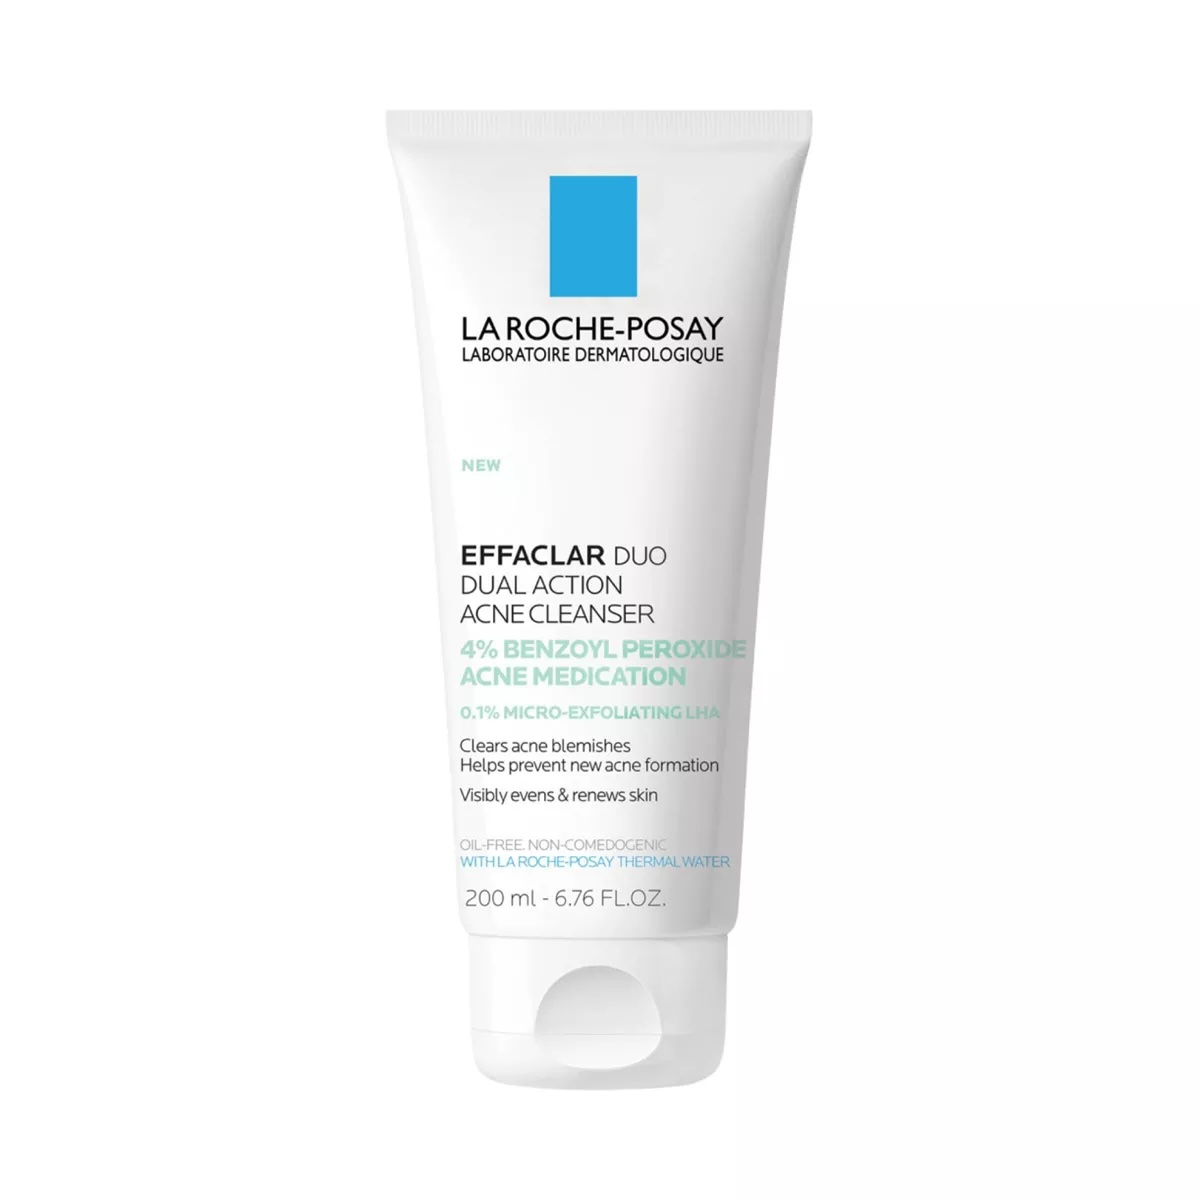 LA ROCHE-POSAY
LABORATOIRE DERMATOLOGIQUE
NEW
EFFACLAR DUO
DUAL ACTION
ACNE CLEANSER
4% BENZOYL PEROXIDE
ACNE MEDICATION
0.1% MICRO-EXFOLIATING LHA
Clears acne blemishes
Helps prevent new acne formation
Visibly evens & renews skin
OIL-FREE. NON-COMEDOGENIC
WITH LA ROCHE-POSAY THERMAL WATER
200 ml - 6.76 FL.OZ.